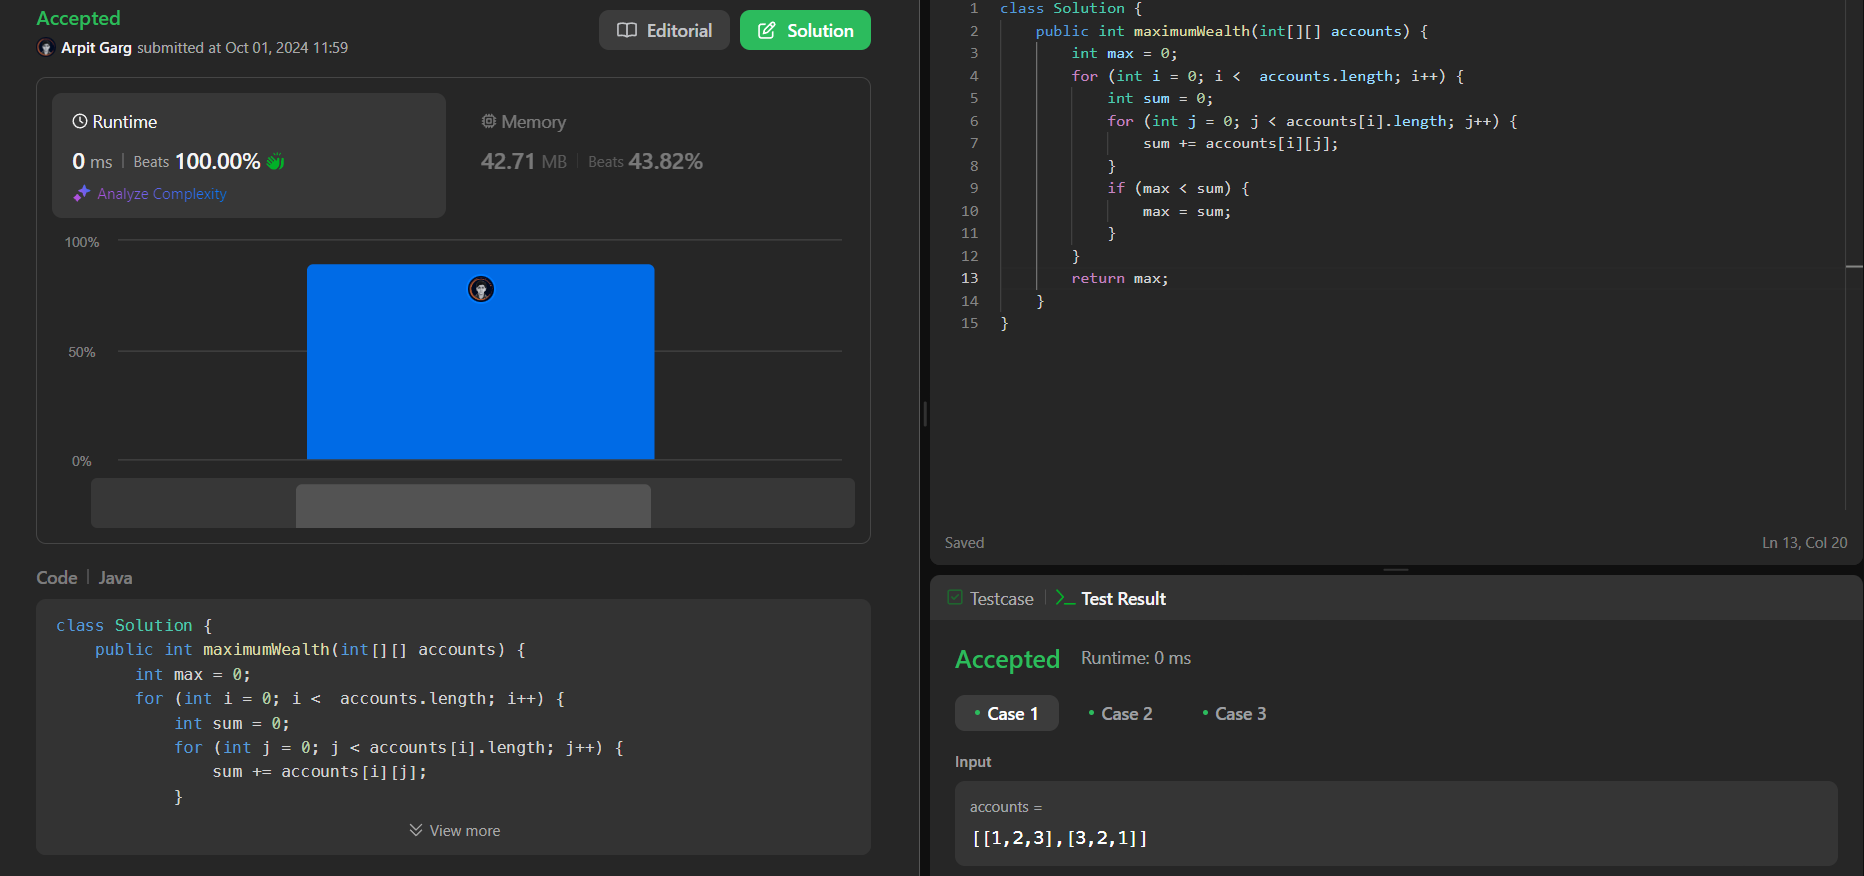 Accepted
Arpit Garg submitted at Oct 01, 2024 11:59
Editorial
Solution
Runtime
0 ms | Beats 100.00%
Analyze Complexity
Memory
42.71 MB | Beats 43.82%
100%
50%
0%
Code | Java
class Solution {
    public int maximumWealth(int[][] accounts) {
        int max = 0;
        for (int i = 0; i <  accounts.length; i++) {
            int sum = 0;
            for (int j = 0; j < accounts[i].length; j++) {
                sum += accounts[i][j];
            }
View more
1 class Solution {
2     public int maximumWealth(int[][] accounts) {
3         int max = 0;
4         for (int i = 0; i <  accounts.length; i++) {
5             int sum = 0;
6             for (int j = 0; j < accounts[i].length; j++) {
7                 sum += accounts[i][j];
8             }
9             if (max < sum) {
10                 max = sum;
11             }
12         }
13         return max;
14     }
15 }
Saved
Ln 13, Col 20
Testcase | Test Result
Accepted Runtime: 0 ms
Case 1 Case 2 Case 3
Input
accounts =
[[1,2,3],[3,2,1]]